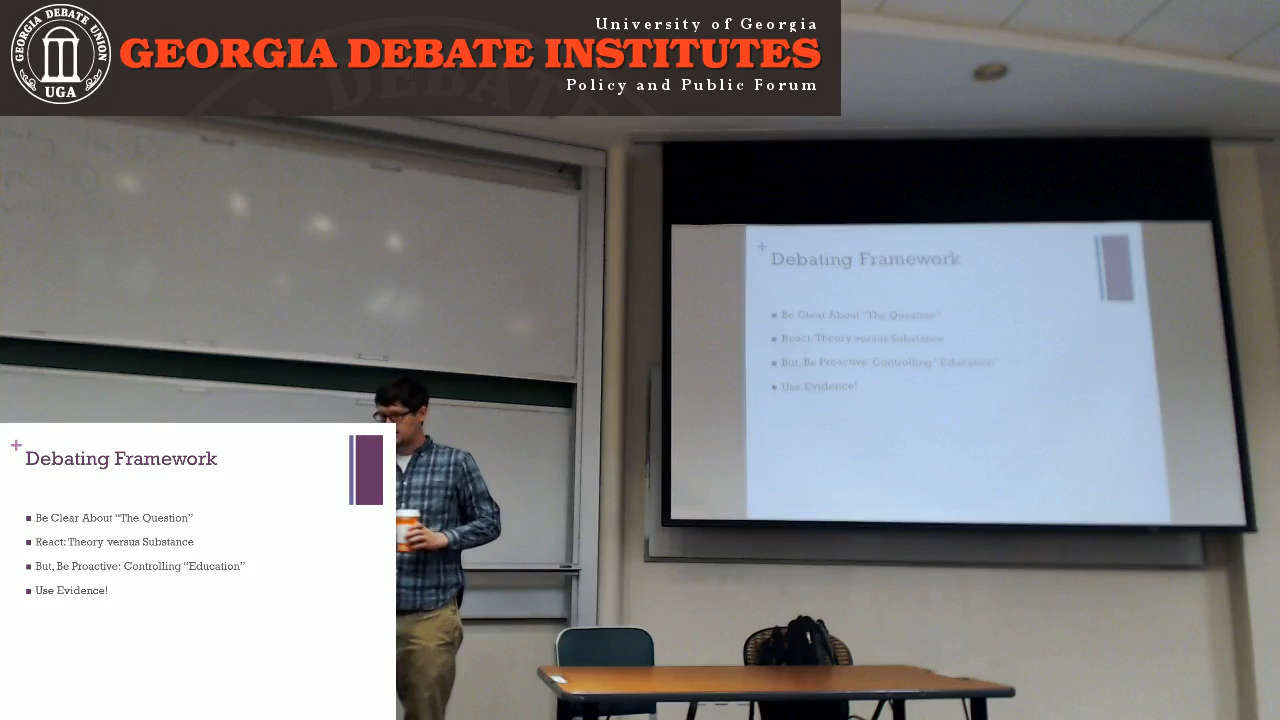 GEORGIA DEBATE UNION
UGA
University of Georgia
GEORGIA DEBATE INSTITUTES
Policy and Public Forum
+
Debating Framework
■ Be Clear About "The Question"
■ React: Theory versus Substance
■ But, Be Proactive: Controlling "Education"
■ Use Evidence!
+
Debating Framework
■ Be Clear About “The Question”
■ React: Theory versus Substance
■ But, Be Proactive: Controlling “Education”
■ Use Evidence!